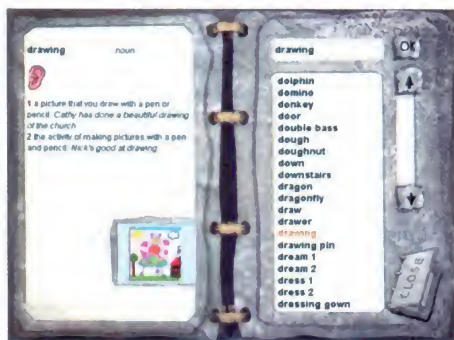 drawing noun
1 a picture that you draw with a pen or
pencil: Cathy has done a beautiful drawing
of the church
2 the activity of making pictures with a pen
and pencil: Nick's good at drawing
drawing
OK
dolphin
domino
donkey
door
double bass
dough
doughnut
down
downstairs
dragon
dragonfly
draw
drawer
drawing
drawing pin
dream 1
dream 2
dress 1
dress 2
dressing gown
CLOSE